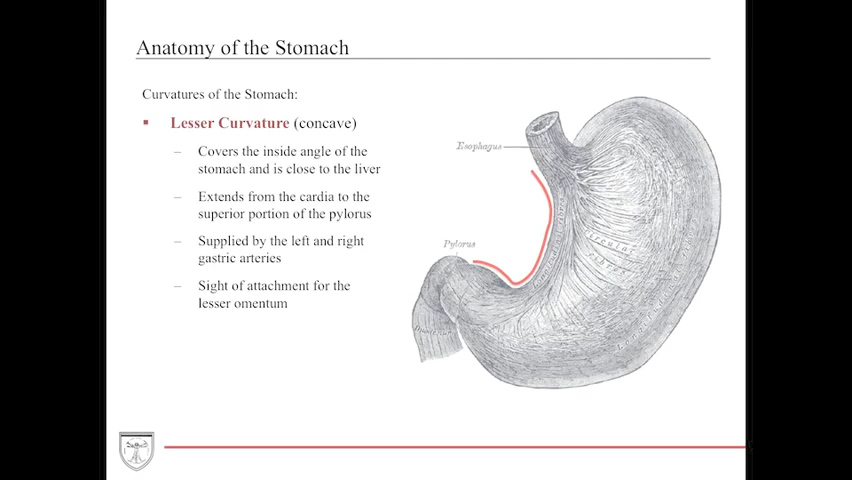 Anatomy of the Stomach
Curvatures of the Stomach:
▪ Lesser Curvature (concave)
– Covers the inside angle of the
stomach and is close to the liver
– Extends from the cardia to the
superior portion of the pylorus
– Supplied by the left and right
gastric arteries
– Sight of attachment for the
lesser omentum
Esophagus
Pylorus
circular
fibres